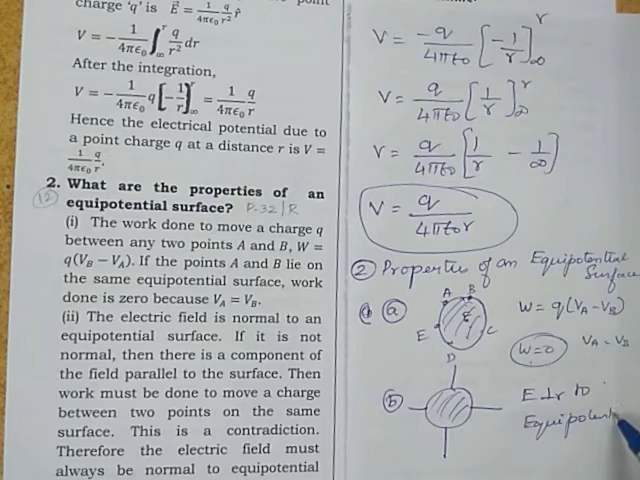 charge 'q' is E⃗ = 1/4πϵ₀ q/r² r̂
V = − 1/4πϵ₀ ∫∞^r q/r² dr
After the integration,
V = − 1/4πϵ₀ q[−1/r]∞^r = 1/4πϵ₀ q/r
Hence the electrical potential due to
a point charge q at a distance r is V =
1/4πϵ₀ q/r.
2. What are the properties of an
12 equipotential surface? P-32/R
(i) The work done to move a charge q
between any two points A and B, W =
q(V_B − V_A). If the points A and B lie on
the same equipotential surface, work
done is zero because V_A = V_B.
(ii) The electric field is normal to an
equipotential surface. If it is not
normal, then there is a component of
the field parallel to the surface. Then
work must be done to move a charge
between two points on the same
surface. This is a contradiction.
Therefore the electric field must
always be normal to equipotential
V = −q/4πϵ₀ [−1/r]∞^r
V = q/4πϵ₀ [1/r]∞^r
V = q/4πϵ₀ [1/r − 1/∞]
V = q/4πϵ₀r
② Properties of an Equipotential
Surface
ⓐ A B C D E W = q(V_A − V_B)
W=0 V_A = V_B
ⓑ E ⊥r to
Equipotent